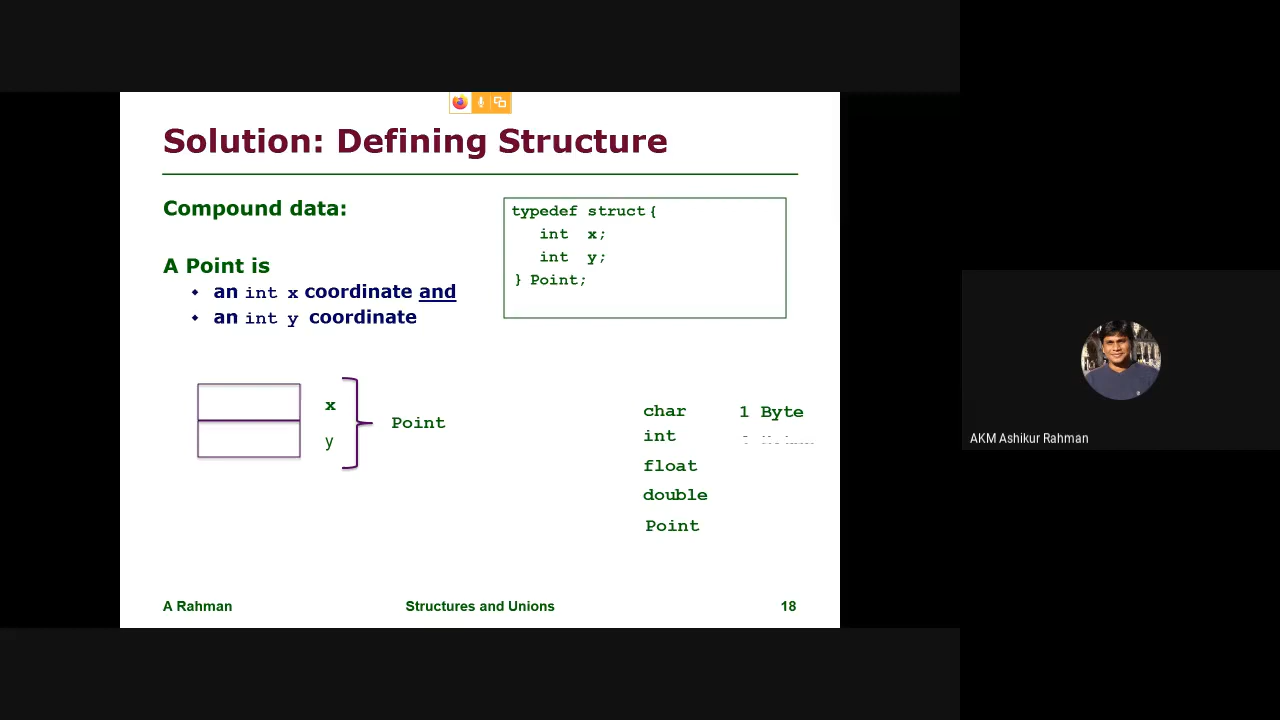 Solution: Defining Structure
Compound data:
A Point is
an int x coordinate and
an int y coordinate
typedef struct{
int x;
int y;
} Point;
x
y
Point
char 1 Byte
int
float
double
Point
A Rahman Structures and Unions 18
AKM Ashikur Rahman